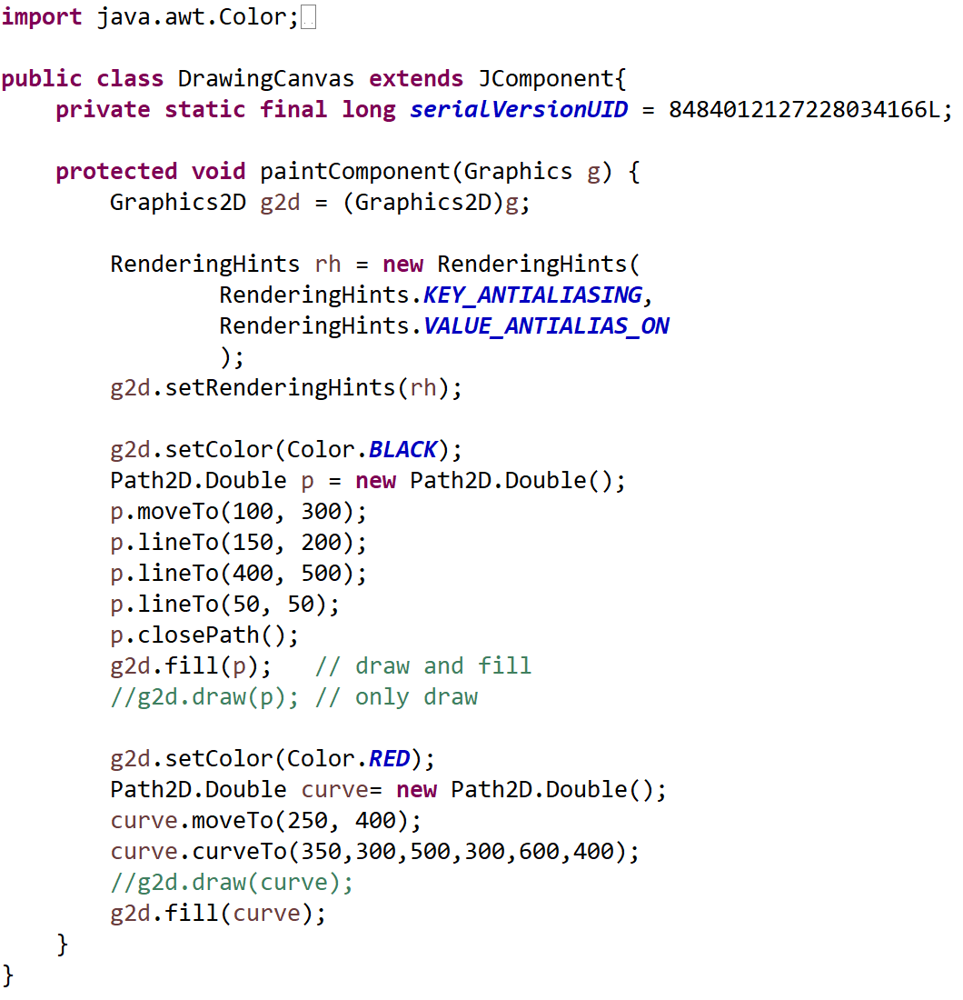 import java.awt.Color;
public class DrawingCanvas extends JComponent{
    private static final long serialVersionUID = 8484012127228034166L;
    protected void paintComponent(Graphics g) {
        Graphics2D g2d = (Graphics2D)g;
        RenderingHints rh = new RenderingHints(
                RenderingHints.KEY_ANTIALIASING,
                RenderingHints.VALUE_ANTIALIAS_ON
                );
        g2d.setRenderingHints(rh);
        g2d.setColor(Color.BLACK);
        Path2D.Double p = new Path2D.Double();
        p.moveTo(100, 300);
        p.lineTo(150, 200);
        p.lineTo(400, 500);
        p.lineTo(50, 50);
        p.closePath();
        g2d.fill(p);   // draw and fill
        //g2d.draw(p); // only draw
        g2d.setColor(Color.RED);
        Path2D.Double curve= new Path2D.Double();
        curve.moveTo(250, 400);
        curve.curveTo(350,300,500,300,600,400);
        //g2d.draw(curve);
        g2d.fill(curve);
    }
}